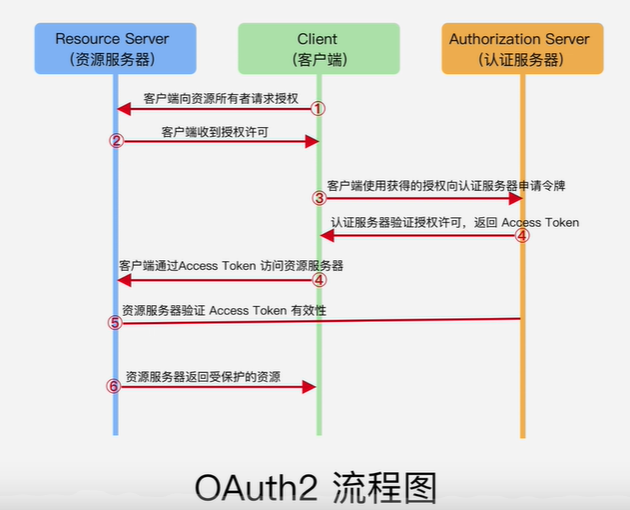 Resource Server
(资源服务器)
Client
(客户端)
Authorization Server
(认证服务器)
客户端向资源所有者请求授权
①
②
客户端收到授权许可
客户端使用获得的授权向认证服务器申请令牌
③
认证服务器验证授权许可，返回 Access Token
④
客户端通过Access Token 访问资源服务器
④
资源服务器验证 Access Token 有效性
⑤
资源服务器返回受保护的资源
⑥
OAuth2 流程图